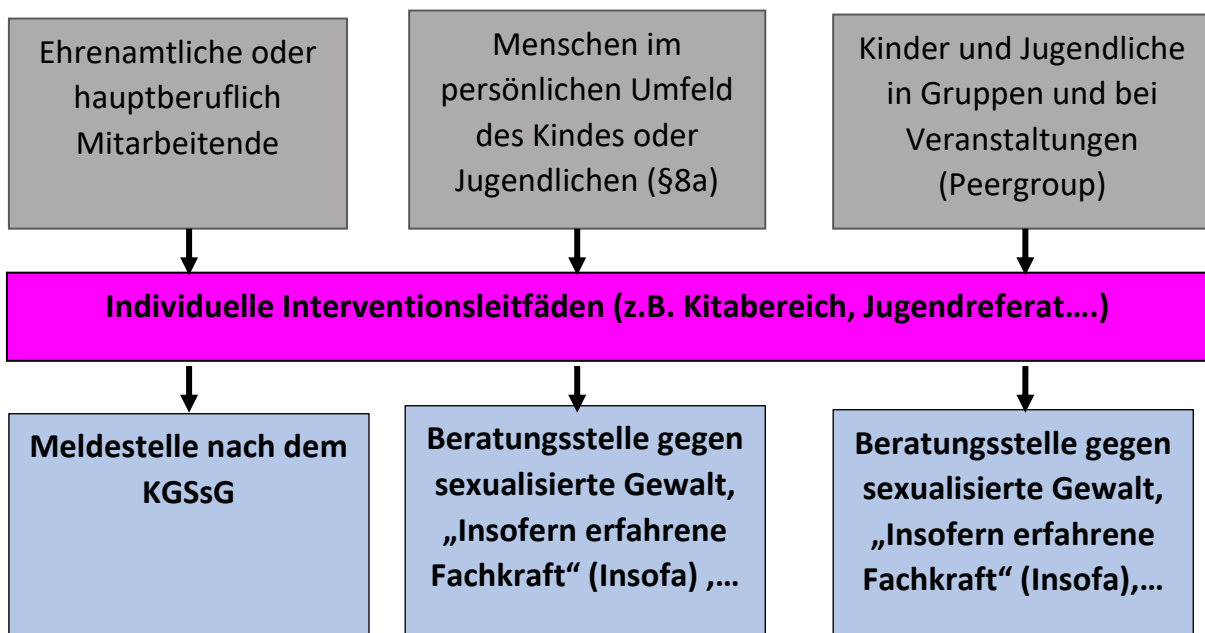 Ehrenamtliche oder
hauptberuflich
Mitarbeitende
Menschen im
persönlichen Umfeld
des Kindes oder
Jugendlichen (§8a)
Kinder und Jugendliche
in Gruppen und bei
Veranstaltungen
(Peergroup)
Individuelle Interventionsleitfäden (z.B. Kitabereich, Jugendreferat….)
Meldestelle nach dem
KGSsG
Beratungsstelle gegen
sexualisierte Gewalt,
„Insofern erfahrene
Fachkraft“ (Insofa) ,…
Beratungsstelle gegen
sexualisierte Gewalt,
„Insofern erfahrene
Fachkraft“ (Insofa),…